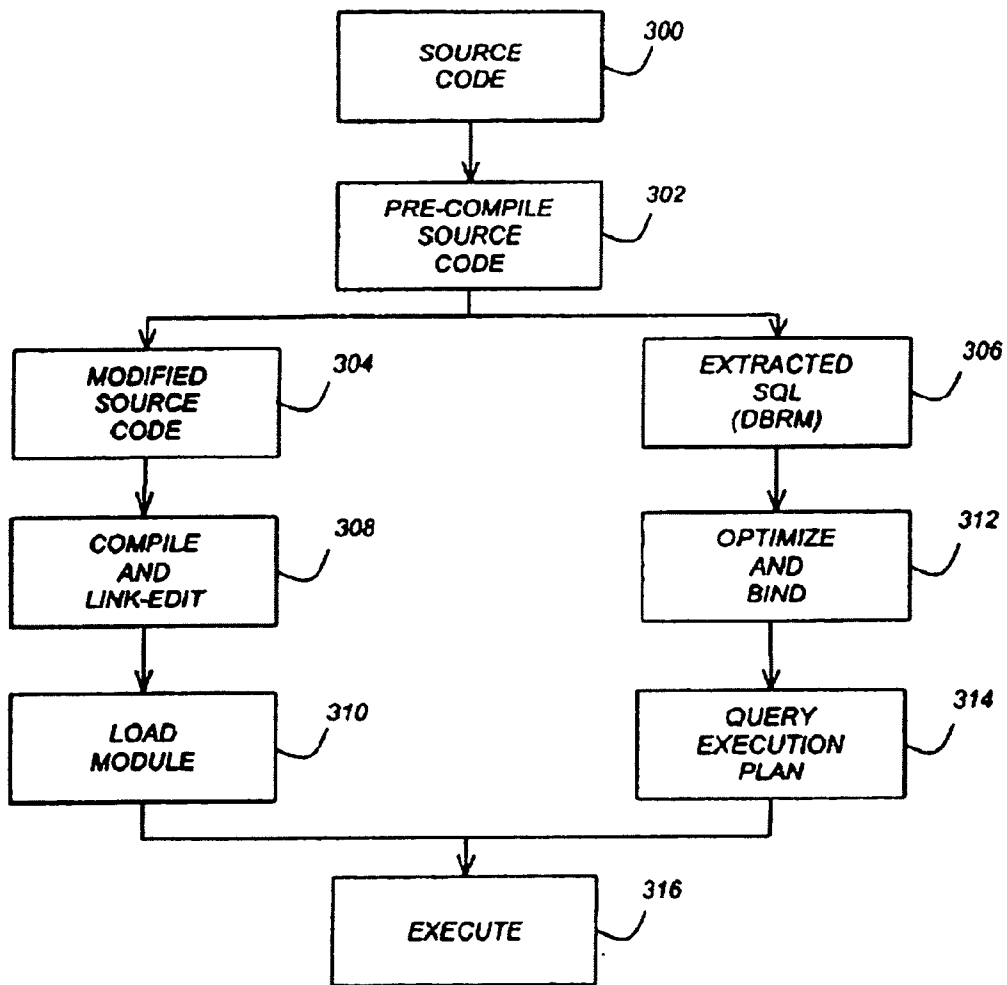 SOURCE
CODE
300
PRE-COMPILE
SOURCE
CODE
302
MODIFIED
SOURCE
CODE
304
EXTRACTED
SQL
(DBRM)
306
COMPILE
AND
LINK-EDIT
308
OPTIMIZE
AND
BIND
312
LOAD
MODULE
310
QUERY
EXECUTION
PLAN
314
EXECUTE
316